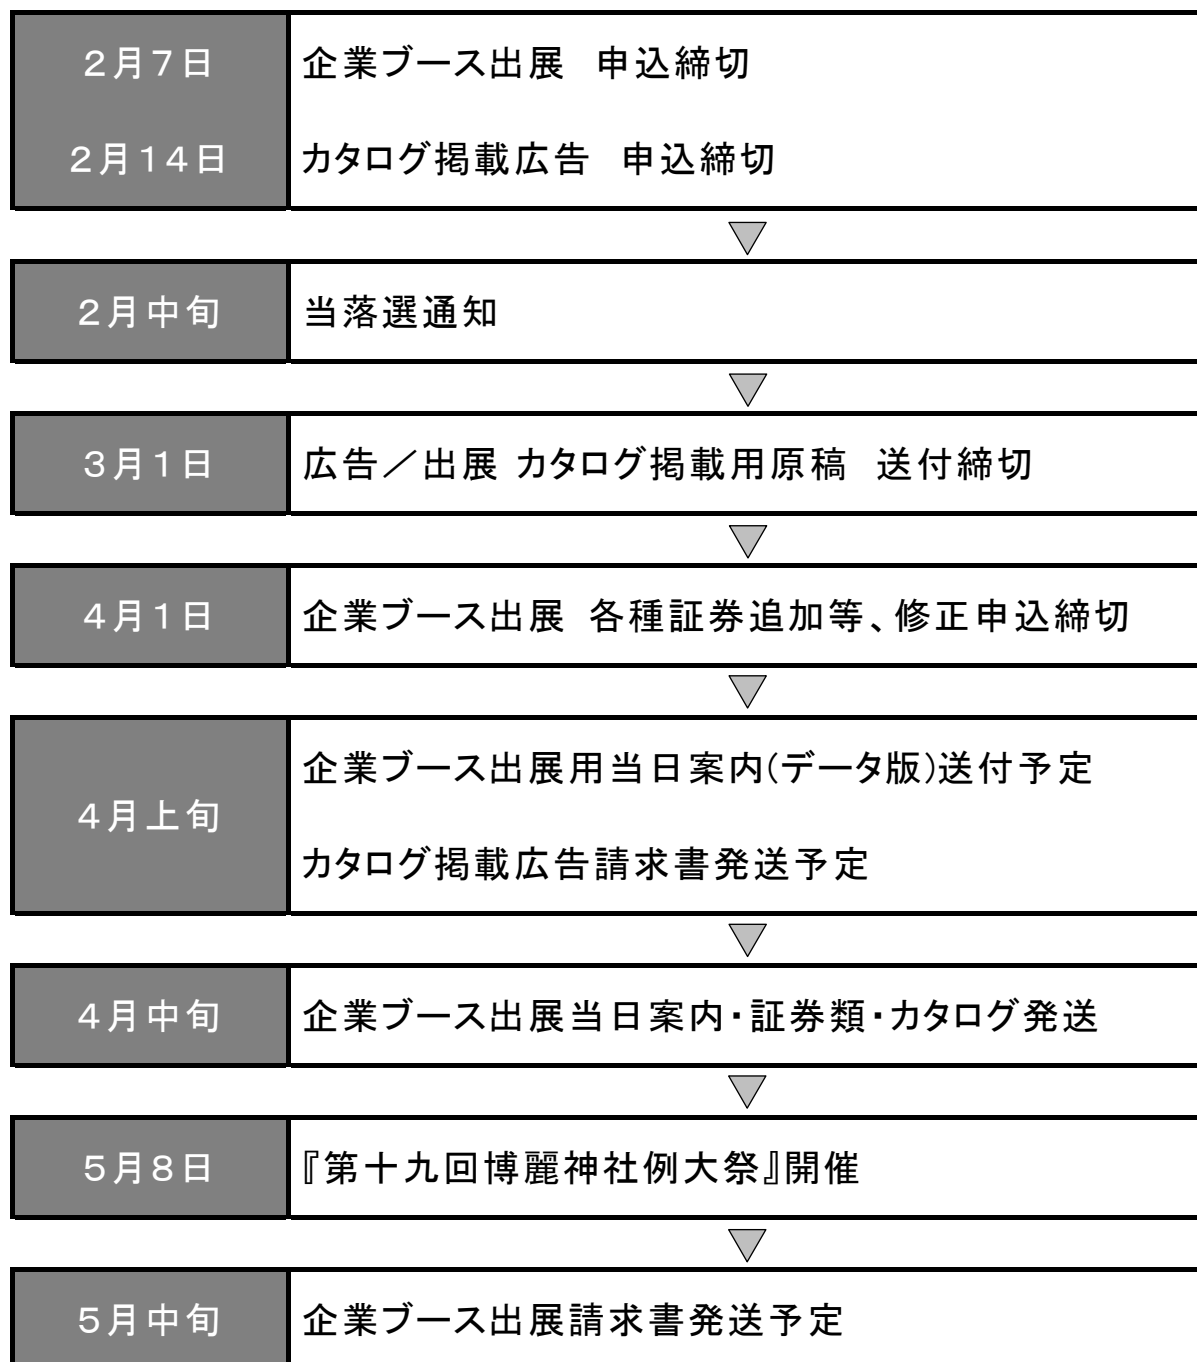 ２月７日 企業ブース出展　申込締切
２月１４日 カタログ掲載広告　申込締切
２月中旬 当落選通知
３月１日 広告／出展 カタログ掲載用原稿　送付締切
４月１日 企業ブース出展 各種証券追加等、修正申込締切
４月上旬
企業ブース出展用当日案内(データ版)送付予定
カタログ掲載広告請求書発送予定
４月中旬 企業ブース出展当日案内・証券類・カタログ発送
５月８日 『第十九回博麗神社例大祭』開催
５月中旬 企業ブース出展請求書発送予定